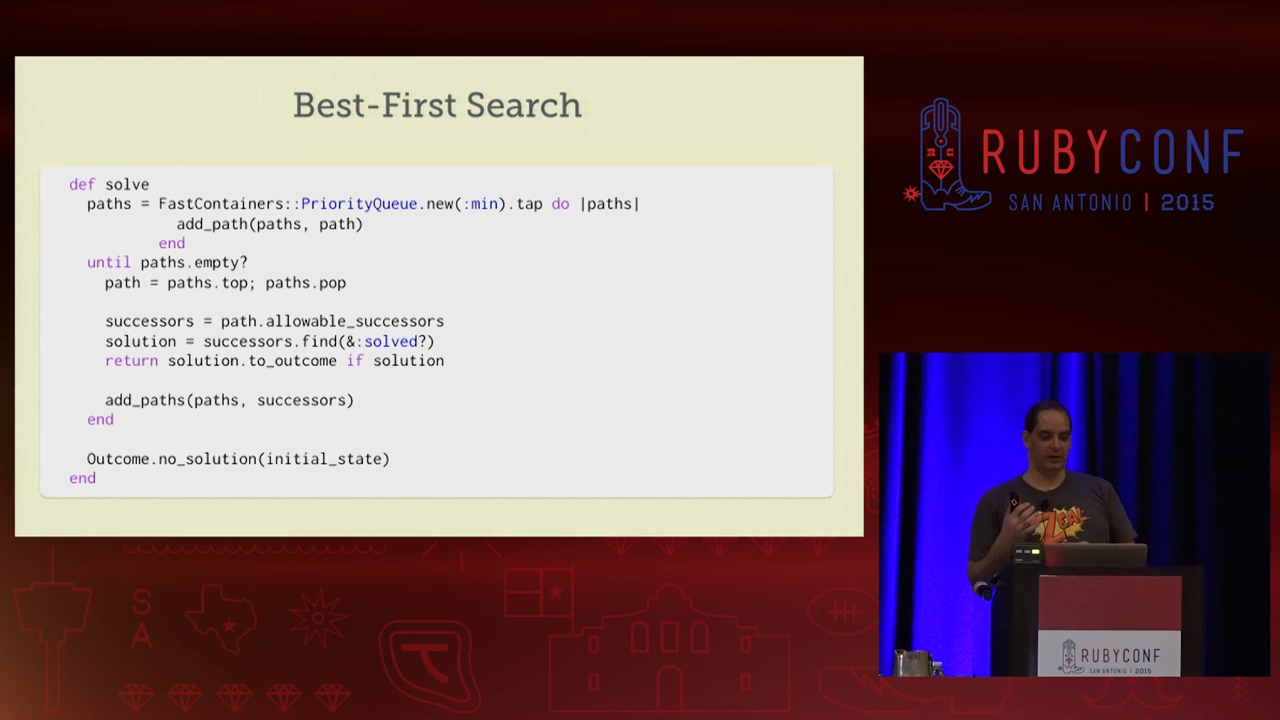 Best-First Search
def solve
  paths = FastContainers::PriorityQueue.new(:min).tap do |paths|
            add_path(paths, path)
          end
  until paths.empty?
    path = paths.top; paths.pop

    successors = path.allowable_successors
    solution = successors.find(&:solved?)
    return solution.to_outcome if solution

    add_paths(paths, successors)
  end

  Outcome.no_solution(initial_state)
end
RUBYCONF
SAN ANTONIO | 2015
ZEAL
RUBYCONF
SAN ANTONIO | 2015
S
A